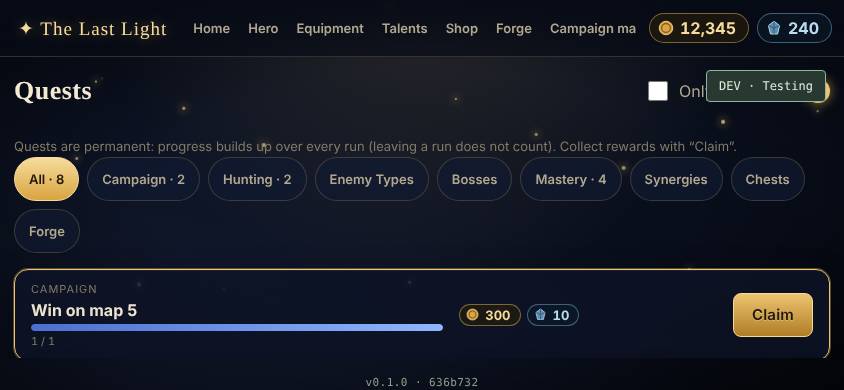 ✦ The Last Light Home Hero Equipment Talents Shop Forge Campaign ma 12,345 240
Quests
DEV · Testing
Quests are permanent: progress builds up over every run (leaving a run does not count). Collect rewards with “Claim”.
All · 8 Campaign · 2 Hunting · 2 Enemy Types Bosses Mastery · 4 Synergies Chests
Forge
CAMPAIGN
Win on map 5 300 10 Claim
1 / 1
v0.1.0 · 636b732